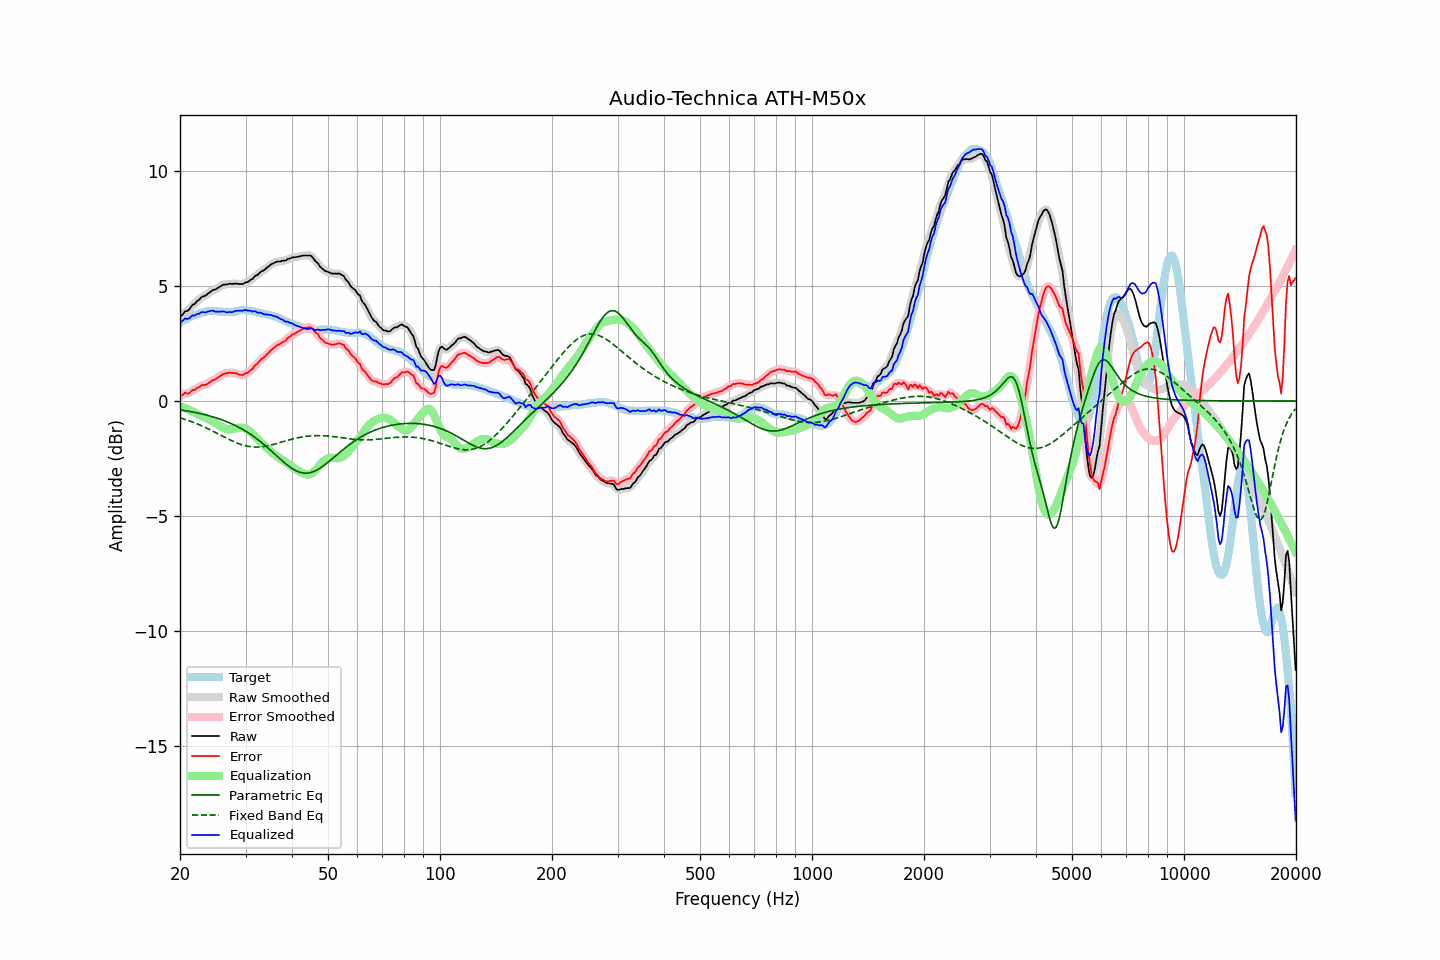 Audio-Technica ATH-M50x
Amplitude (dBr)
10
5
0
−5
−10
−15
Target
Raw Smoothed
Error Smoothed
Raw
Error
Equalization
Parametric Eq
Fixed Band Eq
Equalized
20 50 100 200 500 1000 2000 5000 10000 20000
Frequency (Hz)